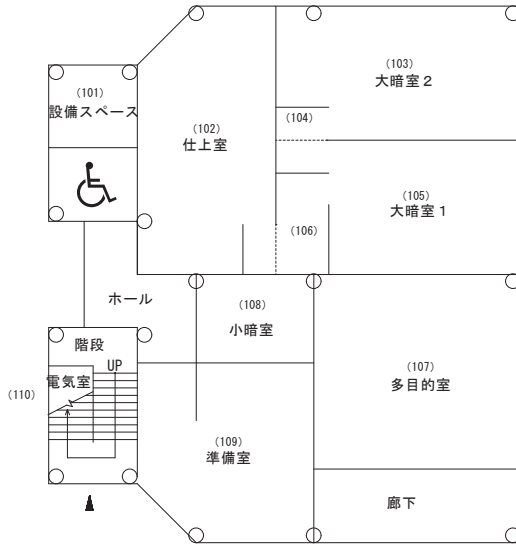 (103)
大暗室２
(101)
設備スペース
(104)
(102)
仕上室
(105)
大暗室１
(106)
ホール
(108)
小暗室
階段
UP
(107)
多目的室
電気室
(110)
(109)
準備室
廊下